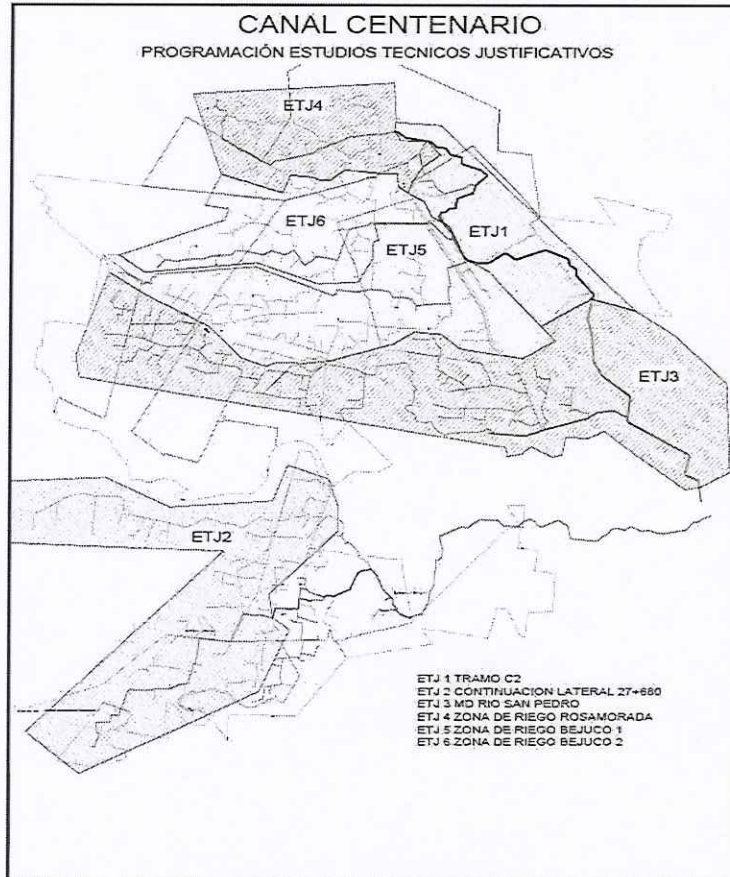 CANAL CENTENARIO
PROGRAMACIÓN ESTUDIOS TECNICOS JUSTIFICATIVOS
ETJ4
ETJ6
ETJ1
ETJ5
ETJ3
ETJ2
ETJ 1 TRAMO C2
ETJ 2 CONTINUACION LATERAL 27+680
ETJ 3 MD RIO SAN PEDRO
ETJ 4 ZONA DE RIEGO ROSAMORADA
ETJ 5 ZONA DE RIEGO BEJUCO 1
ETJ 6 ZONA DE RIEGO BEJUCO 2